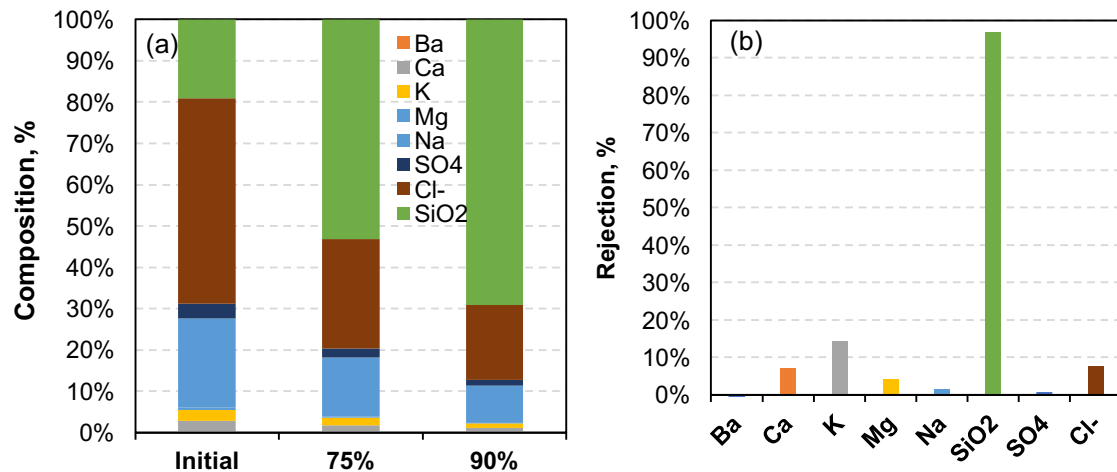 (a)
Composition, %
100%
90%
80%
70%
60%
50%
40%
30%
20%
10%
0%
Ba
Ca
K
Mg
Na
SO4
Cl-
SiO2
Initial
75%
90%
(b)
Rejection, %
100%
90%
80%
70%
60%
50%
40%
30%
20%
10%
0%
Ba
Ca
K
Mg
Na
SiO2
SO4
Cl-